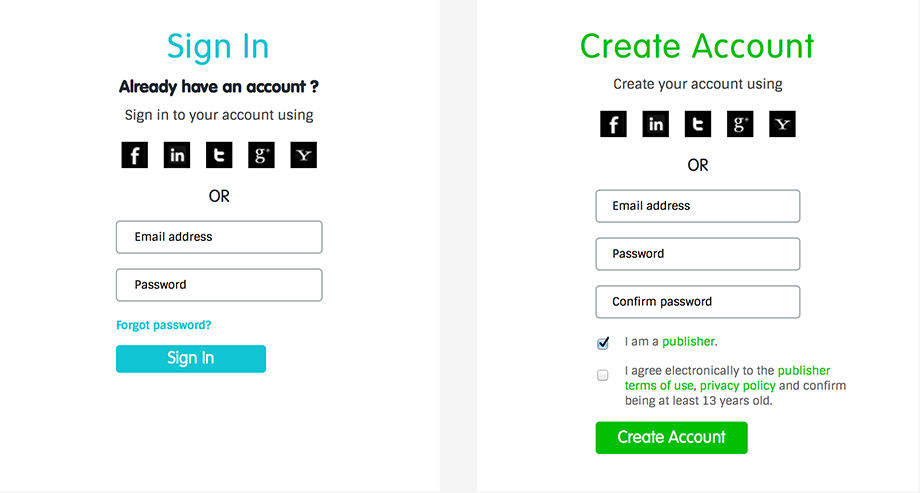 Sign In
Already have an account ?
Sign in to your account using
f in t g+ Y
OR
Email address
Password
Forgot password?
Sign In
Create Account
Create your account using
f in t g+ Y
OR
Email address
Password
Confirm password
I am a publisher.
I agree electronically to the publisher
terms of use, privacy policy and confirm
being at least 13 years old.
Create Account